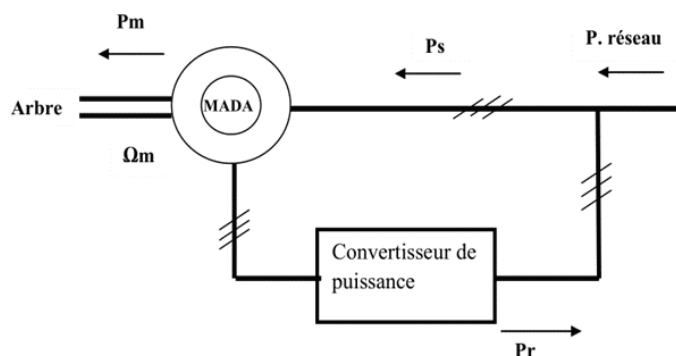 Pm
Ps
P. réseau
Arbre
MADA
Ωm
Convertisseur de
puissance
Pr